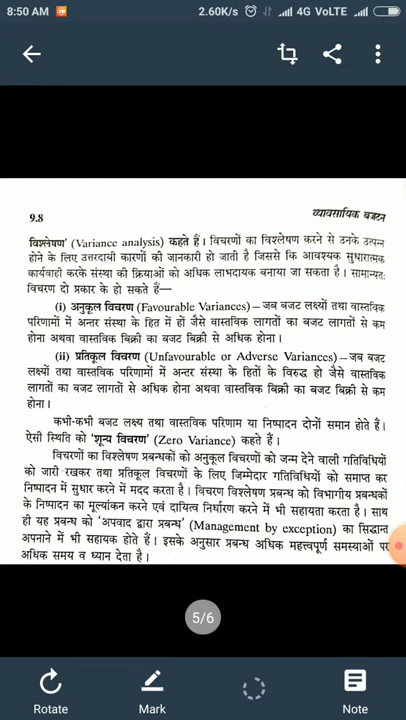 8:50 AM 2.60K/s 4G VoLTE
9.8 व्यावसायिक बजटन
विश्लेषण' (Variance analysis) कहते हैं। विचरणों का विश्लेषण करने से उनके उत्पन्न
होने के लिए उत्तरदायी कारणों की जानकारी हो जाती है जिससे कि आवश्यक सुधारात्मक
कार्यवाही करके संस्था की क्रियाओं को अधिक लाभदायक बनाया जा सकता है। सामान्यतः
विचरण दो प्रकार के हो सकते हैं—
(i) अनुकूल विचरण (Favourable Variances)–जब बजट लक्ष्यों तथा वास्तविक
परिणामों में अन्तर संस्था के हित में हों जैसे वास्तविक लागतों का बजट लागतों से कम
होना अथवा वास्तविक बिक्री का बजट बिक्री से अधिक होना।
(ii) प्रतिकूल विचरण (Unfavourable or Adverse Variances)–जब बजट
लक्ष्यों तथा वास्तविक परिणामों में अन्तर संस्था के हितों के विरुद्ध हो जैसे वास्तविक
लागतों का बजट लागतों से अधिक होना अथवा वास्तविक बिक्री का बजट बिक्री से कम
होना।
कभी-कभी बजट लक्ष्य तथा वास्तविक परिणाम या निष्पादन दोनों समान होते हैं।
ऐसी स्थिति को 'शून्य विचरण' (Zero Variance) कहते हैं।
विचरणों का विश्लेषण प्रबन्धकों को अनुकूल विचरणों को जन्म देने वाली गतिविधियों
को जारी रखकर तथा प्रतिकूल विचरणों के लिए जिम्मेदार गतिविधियों को समाप्त कर
निष्पादन में सुधार करने में मदद करता है। विचरण विश्लेषण प्रबन्ध को विभागीय प्रबन्धकों
के निष्पादन का मूल्यांकन करने एवं दायित्व निर्धारण करने में भी सहायता करता है। साथ
ही यह प्रबन्ध को 'अपवाद द्वारा प्रबन्ध' (Management by exception) का सिद्धान्त
अपनाने में भी सहायक होते हैं। इसके अनुसार प्रबन्ध अधिक महत्त्वपूर्ण समस्याओं पर
अधिक समय व ध्यान देता है।
5/6
Rotate Mark Note